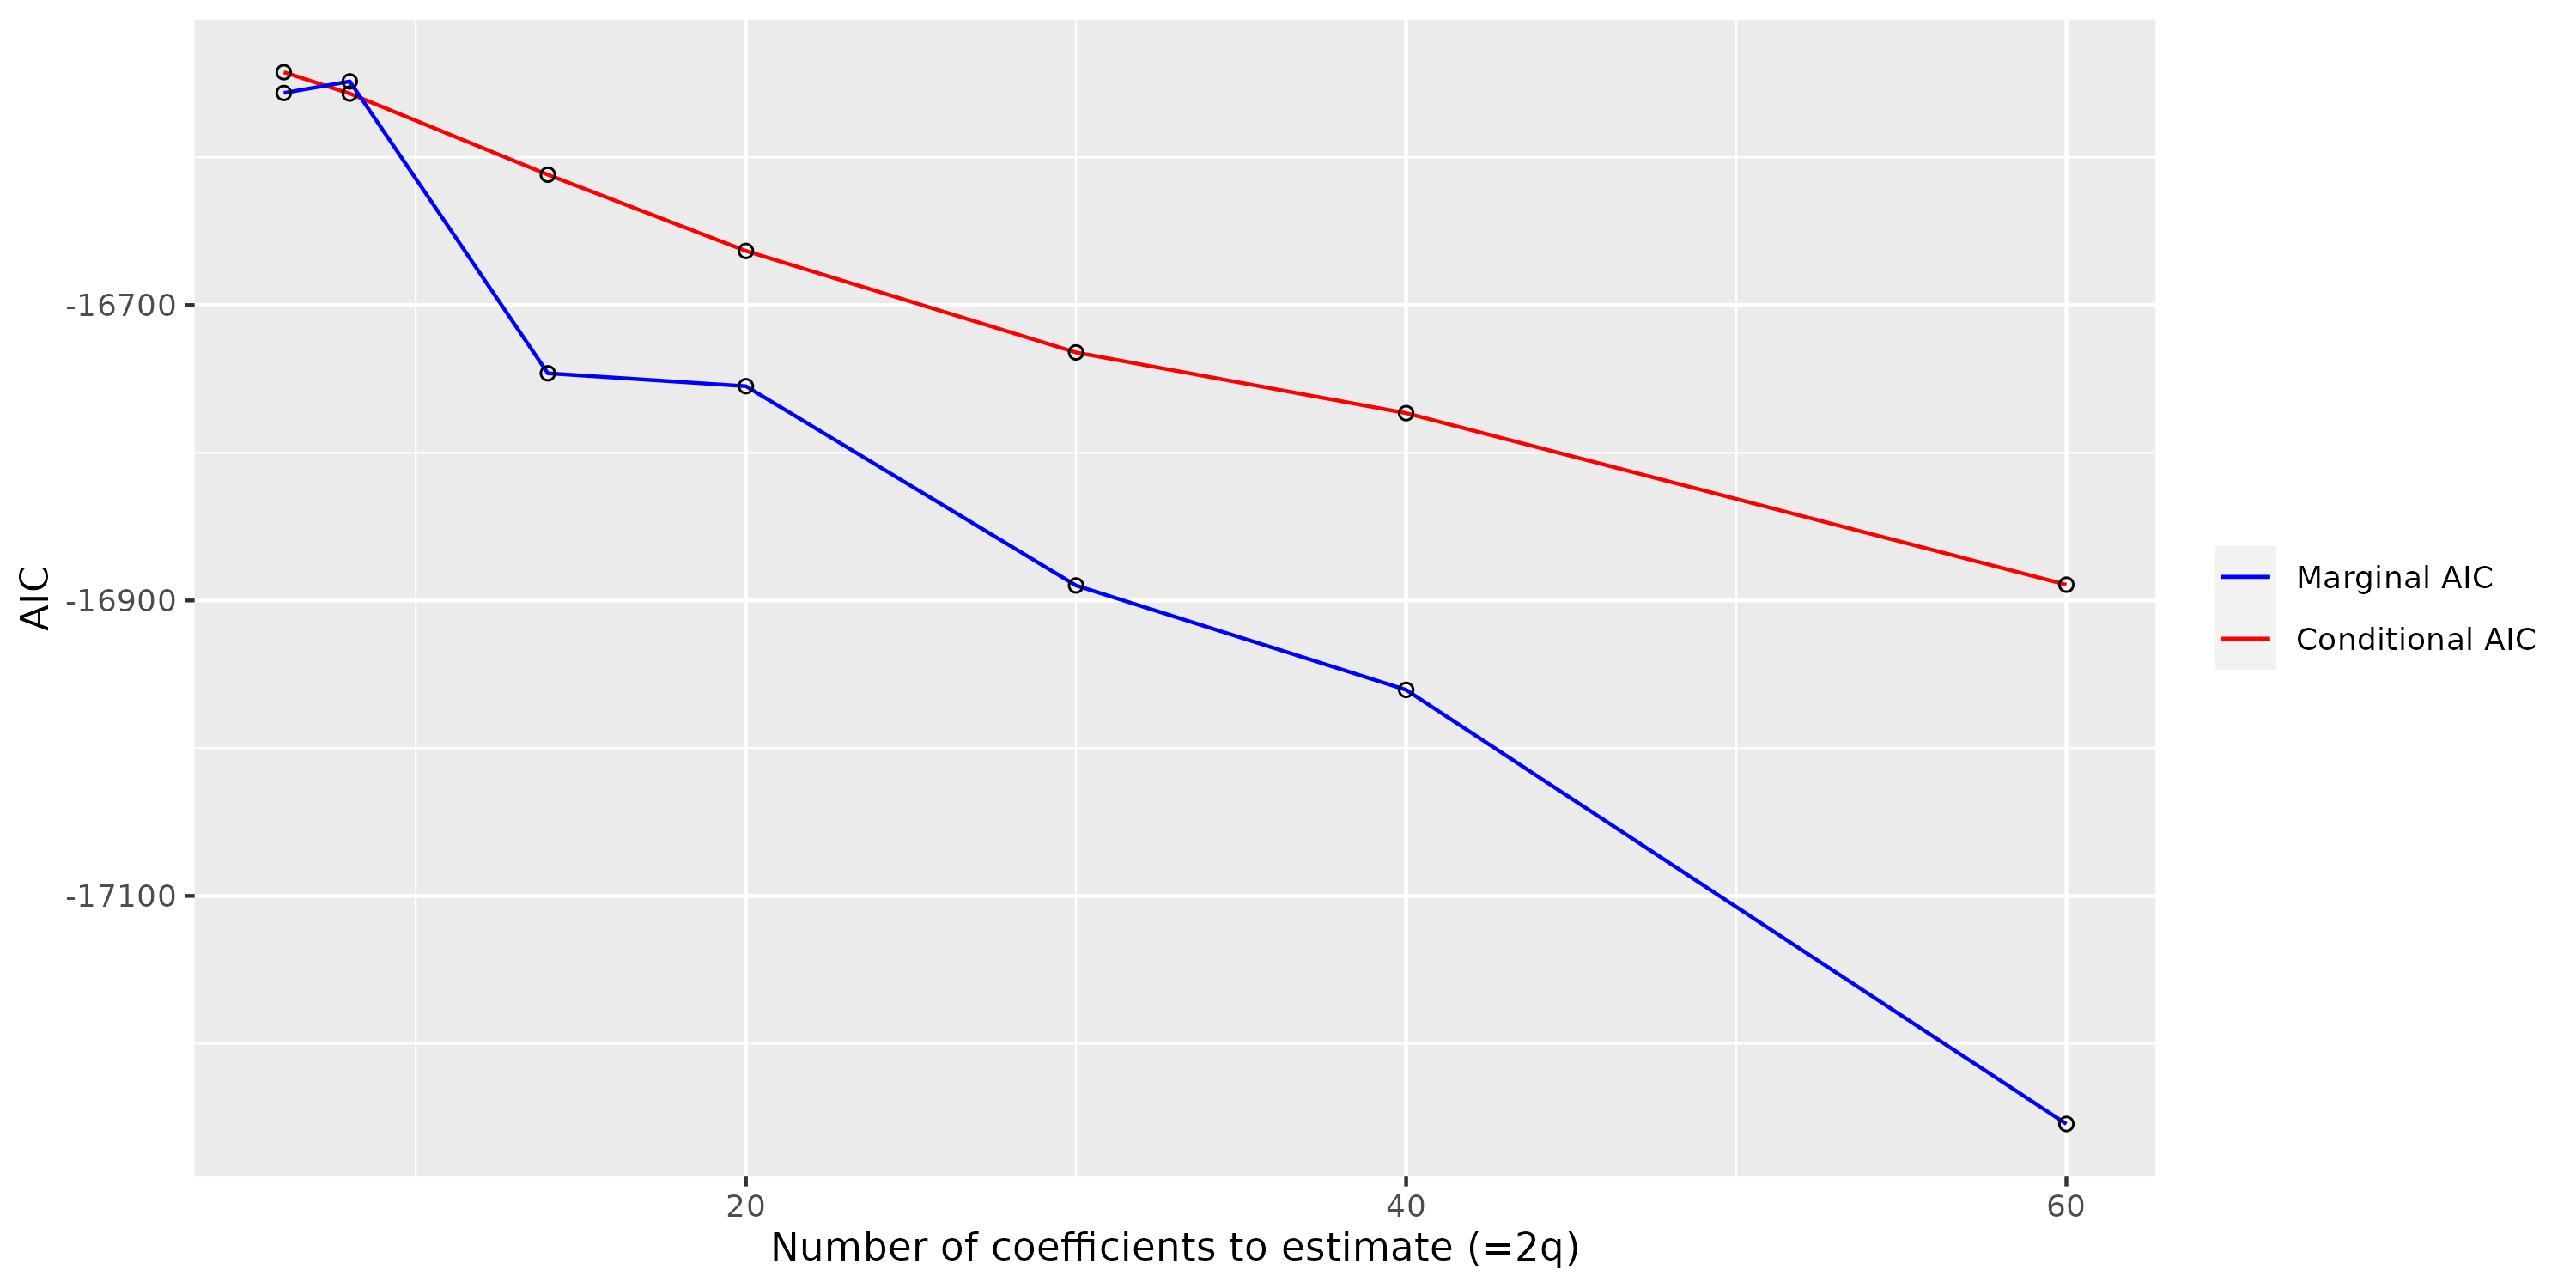 -16700
-16900
-17100
AIC
20
40
60
Number of coefficients to estimate (=2q)
Marginal AIC
Conditional AIC